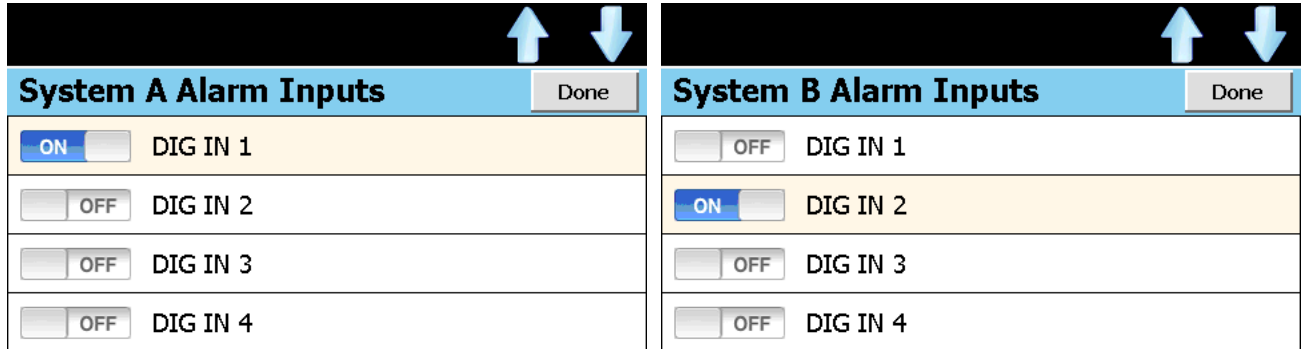 System A Alarm Inputs Done
ON DIG IN 1
OFF DIG IN 2
OFF DIG IN 3
OFF DIG IN 4
System B Alarm Inputs Done
OFF DIG IN 1
ON DIG IN 2
OFF DIG IN 3
OFF DIG IN 4